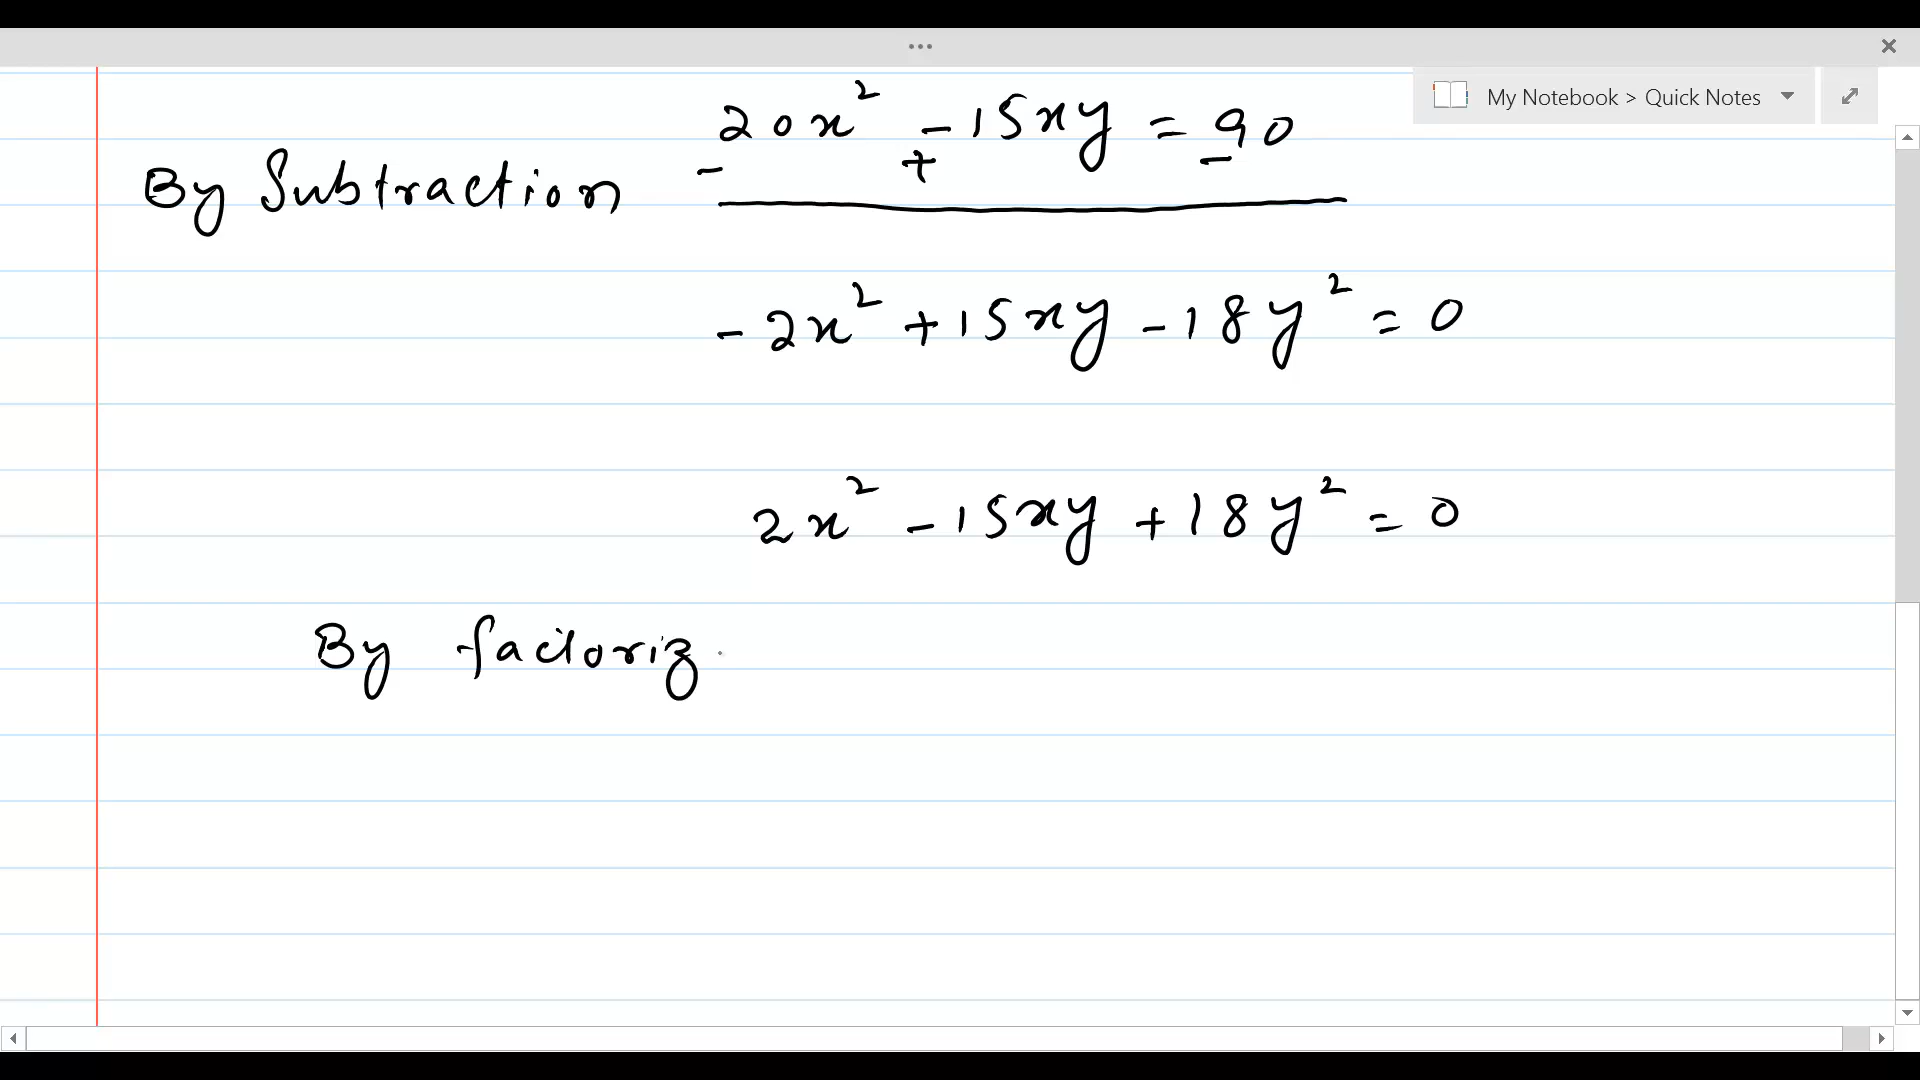 ...
My Notebook > Quick Notes
20x² - 15xy = 90
By Subtraction - + -
-2x² + 15xy - 18y² = 0
2x² - 15xy + 18y² = 0
By factoriz